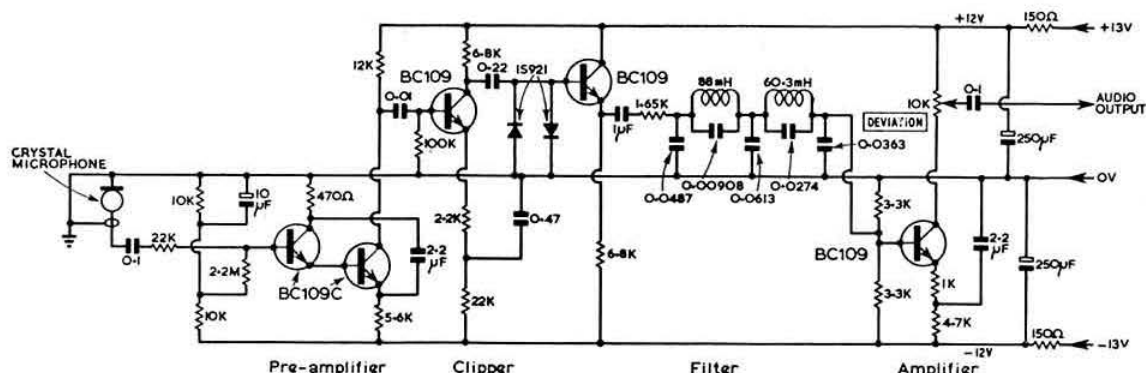 +12V
150Ω
+13V
6-8K
12K
BC109
0·22
1S921
BC109
88mH
60·3mH
0·01
1-65K
10K
0·1
AUDIO
OUTPUT
DEVIATION
1µF
100K
0·0363
250µF
CRYSTAL
MICROPHONE
0·0487
0·00908
0·0274
0·0613
0V
10K
10
µF
470Ω
2-2K
0·47
3-3K
22K
0·1
2·2M
2·2
µF
6-8K
BC109
2·2
µF
250µF
BC109C
22K
3-3K
1K
10K
5-6K
4-7K
150Ω
-12V
-13V
Pre-amplifier
Clipper
Filter
Amplifier